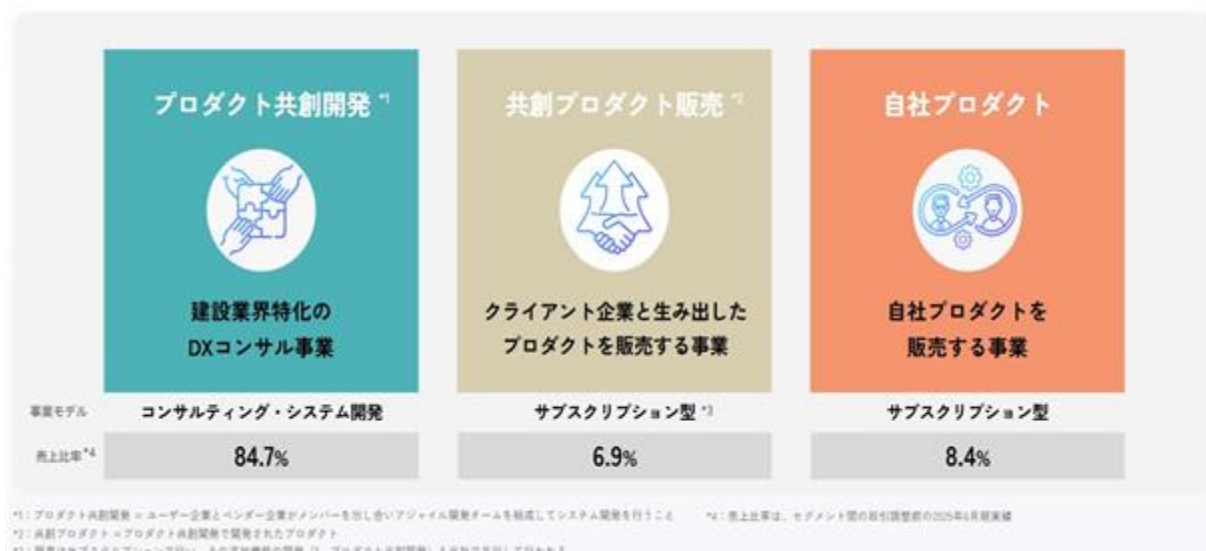 プロダクト共創開発 *1
共創プロダクト販売 *2
自社プロダクト
建設業界特化の
DXコンサル事業
クライアント企業と生み出した
プロダクトを販売する事業
自社プロダクトを
販売する事業
事業モデル
コンサルティング・システム開発
サブスクリプション型 *3
サブスクリプション型
売上比率*4
84.7%
6.9%
8.4%
*1：プロダクト共創開発 = ユーザー企業とベンダー企業がメンバーを出し合いアジャイル開発チームを組成してシステム開発を行うこと
*4：売上比率は、セグメント間の取引調整前の2025年6月期実績
*2：共創プロダクト = プロダクト共創開発で開発されたプロダクト